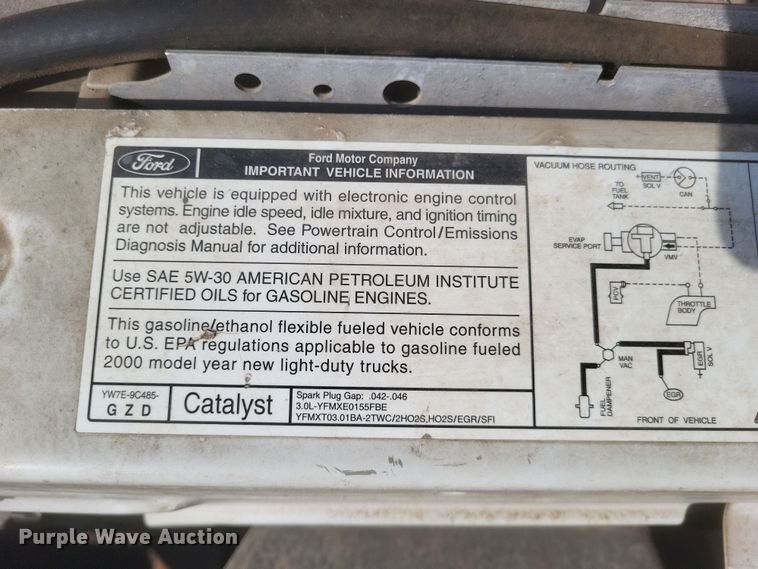 Ford
Ford Motor Company
IMPORTANT VEHICLE INFORMATION
This vehicle is equipped with electronic engine control
systems. Engine idle speed, idle mixture, and ignition timing
are not adjustable. See Powertrain Control/Emissions
Diagnosis Manual for additional information.
Use SAE 5W-30 AMERICAN PETROLEUM INSTITUTE
CERTIFIED OILS for GASOLINE ENGINES.
This gasoline/ethanol flexible fueled vehicle conforms
to U.S. EPA regulations applicable to gasoline fueled
2000 model year new light-duty trucks.
YW7E-9C485-
G Z D
Catalyst
Spark Plug Gap: .042-.046
3.0L-YFMXE0155FBE
YFMXT03.01BA-2TWC/2HO2S,HO2S/EGR/SFI
VACUUM HOSE ROUTING
TO
FUEL
TANK
VENT
SOL V
CAN
EVAP
SERVICE PORT
VMV
PCV
THROTTLE
BODY
MAN
VAC
EGR
SOL V
FUEL
DAMPENER
EGR
FRONT OF VEHICLE
Purple Wave Auction